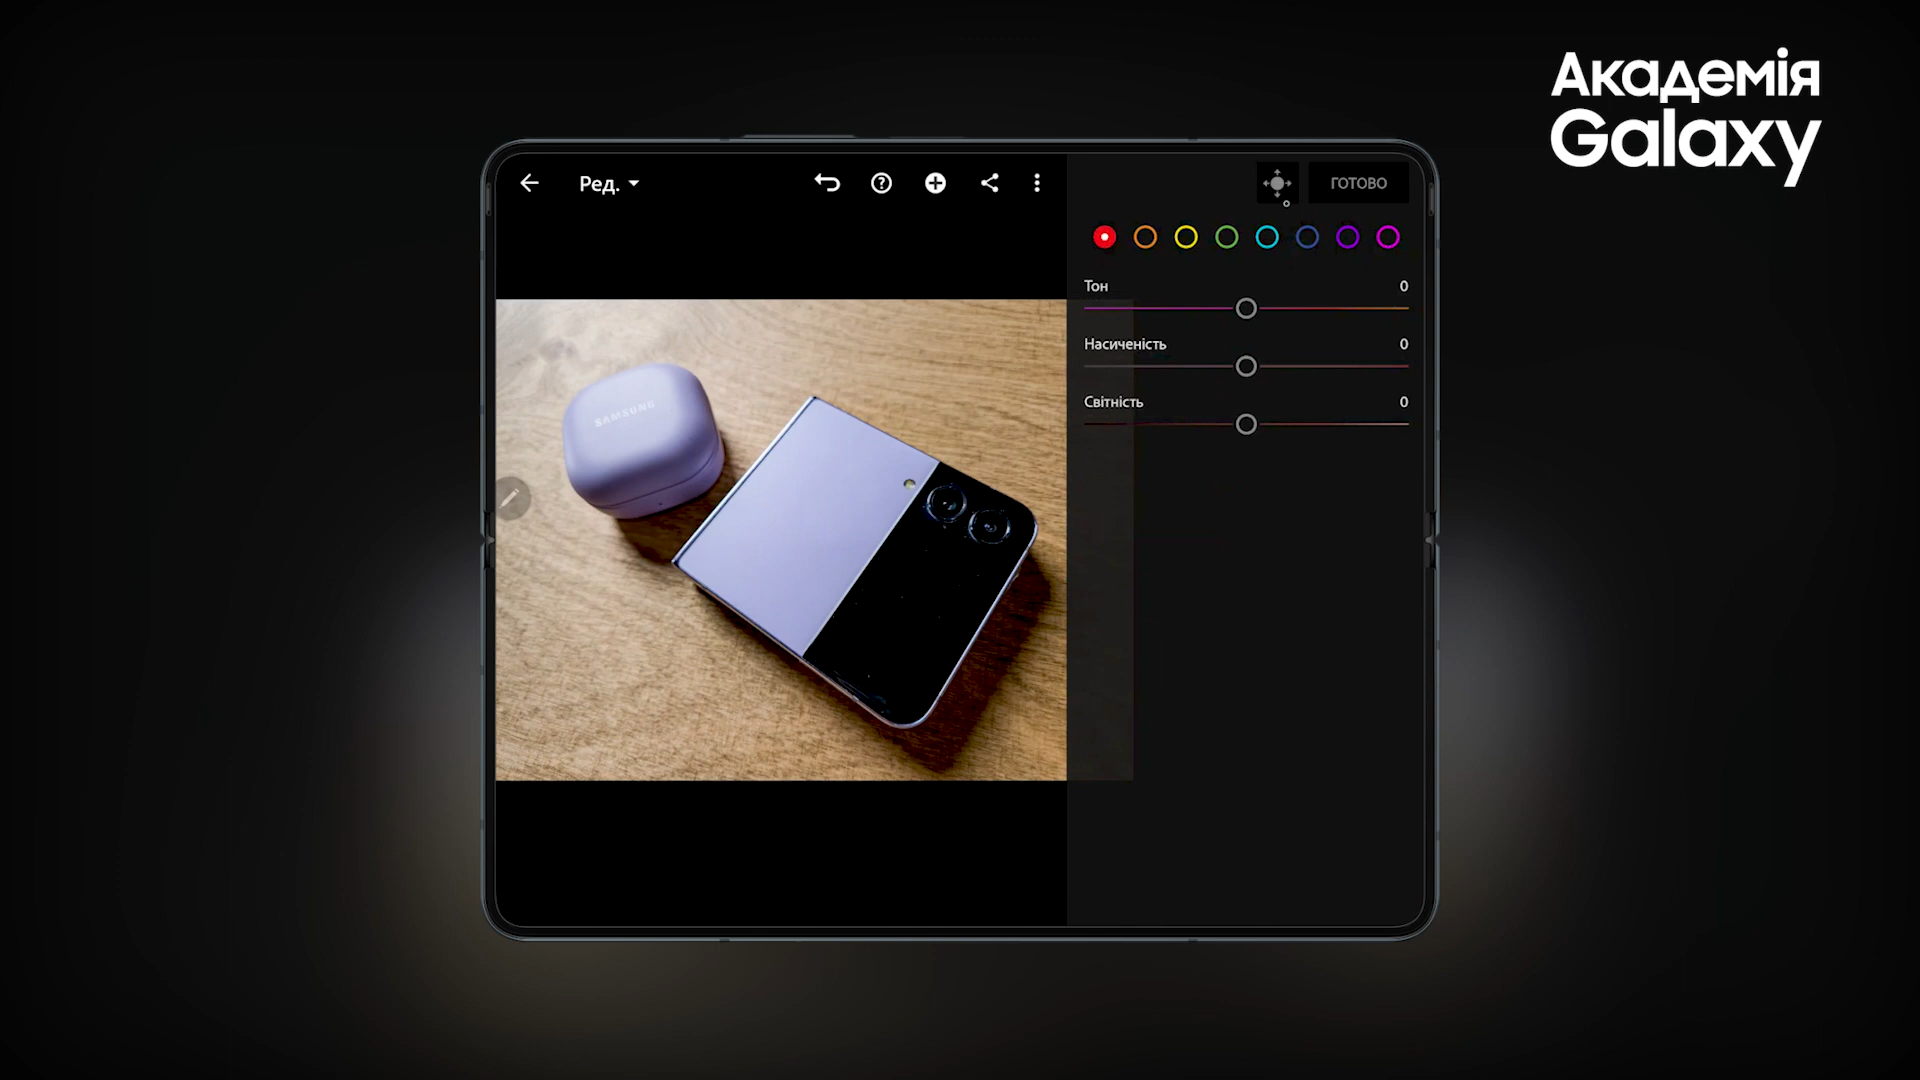 Академія
Galaxy
Ред.
ГОТОВО
Тон 0
Насиченість 0
Світність 0
SAMSUNG